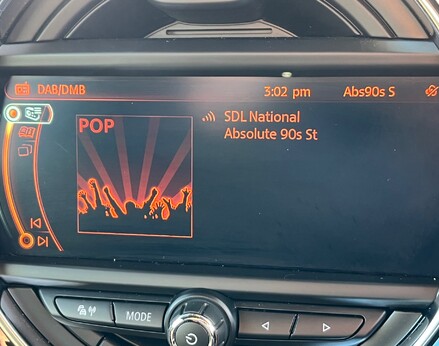 DAB/DMB 3:02 pm Abs90s S
POP
SDL National
Absolute 90s St
MODE